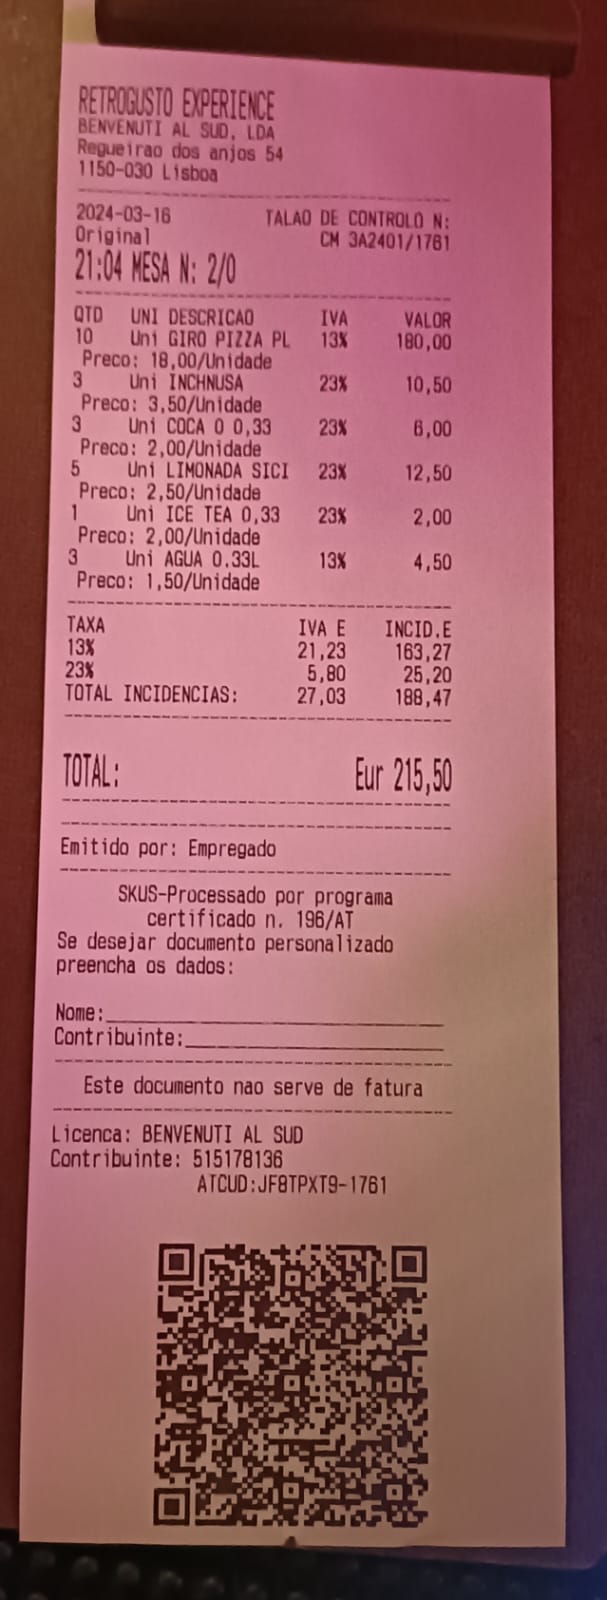 RETROGUSTO EXPERIENCE
BENVENUTI AL SUD, LDA
Regueirao dos anjos 54
1150-030 Lisboa
2024-03-16 TALAO DE CONTROLO N:
Original CM 3A2401/1761
21:04 MESA N: 2/0
QTD UNI DESCRICAO IVA VALOR
10 Uni GIRO PIZZA PL 13% 180,00
Preco: 18,00/Unidade
3 Uni INCHNUSA 23% 10,50
Preco: 3,50/Unidade
3 Uni COCA 0 0,33 23% 6,00
Preco: 2,00/Unidade
5 Uni LIMONADA SICI 23% 12,50
Preco: 2,50/Unidade
1 Uni ICE TEA 0,33 23% 2,00
Preco: 2,00/Unidade
3 Uni AGUA 0.33L 13% 4,50
Preco: 1,50/Unidade
TAXA IVA E INCID.E
13% 21,23 163,27
23% 5,80 25,20
TOTAL INCIDENCIAS: 27,03 188,47
TOTAL: Eur 215,50
Emitido por: Empregado
SKUS-Processado por programa
certificado n. 196/AT
Se desejar documento personalizado
preencha os dados:
Nome:
Contribuinte:
Este documento nao serve de fatura
Licenca: BENVENUTI AL SUD
Contribuinte: 515178136
ATCUD:JF8TPXT9-1761